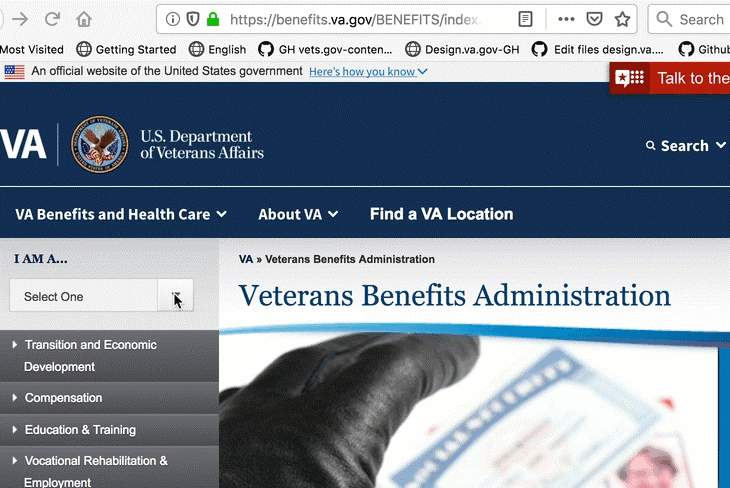 https://benefits.va.gov/BENEFITS/index.
Search
Most Visited
Getting Started
English
GH vets.gov-conten...
Design.va.gov-GH
Edit files design.va....
Github
An official website of the United States government
Here's how you know
Talk to the
VA
U.S. Department
of Veterans Affairs
Search
VA Benefits and Health Care
About VA
Find a VA Location
I AM A...
Select One
VA » Veterans Benefits Administration
Veterans Benefits Administration
Transition and Economic
Development
Compensation
Education & Training
Vocational Rehabilitation &
Employment
SOCIAL SECURITY